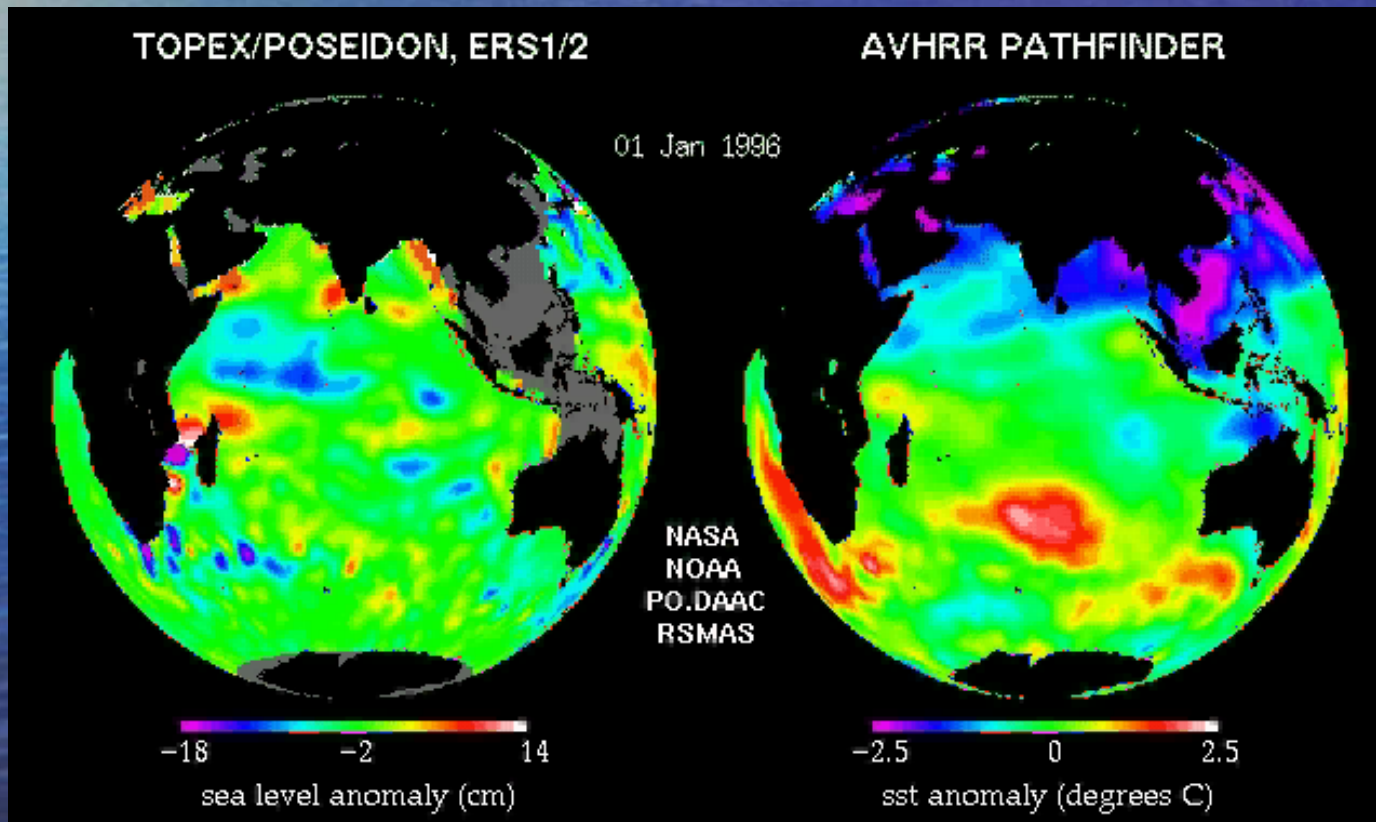 TOPEX/POSEIDON, ERS1/2
AVHRR PATHFINDER
01 Jan 1996
NASA
NOAA
PO.DAAC
RSMAS
−18 −2 14
sea level anomaly (cm)
−2.5 0 2.5
sst anomaly (degrees C)